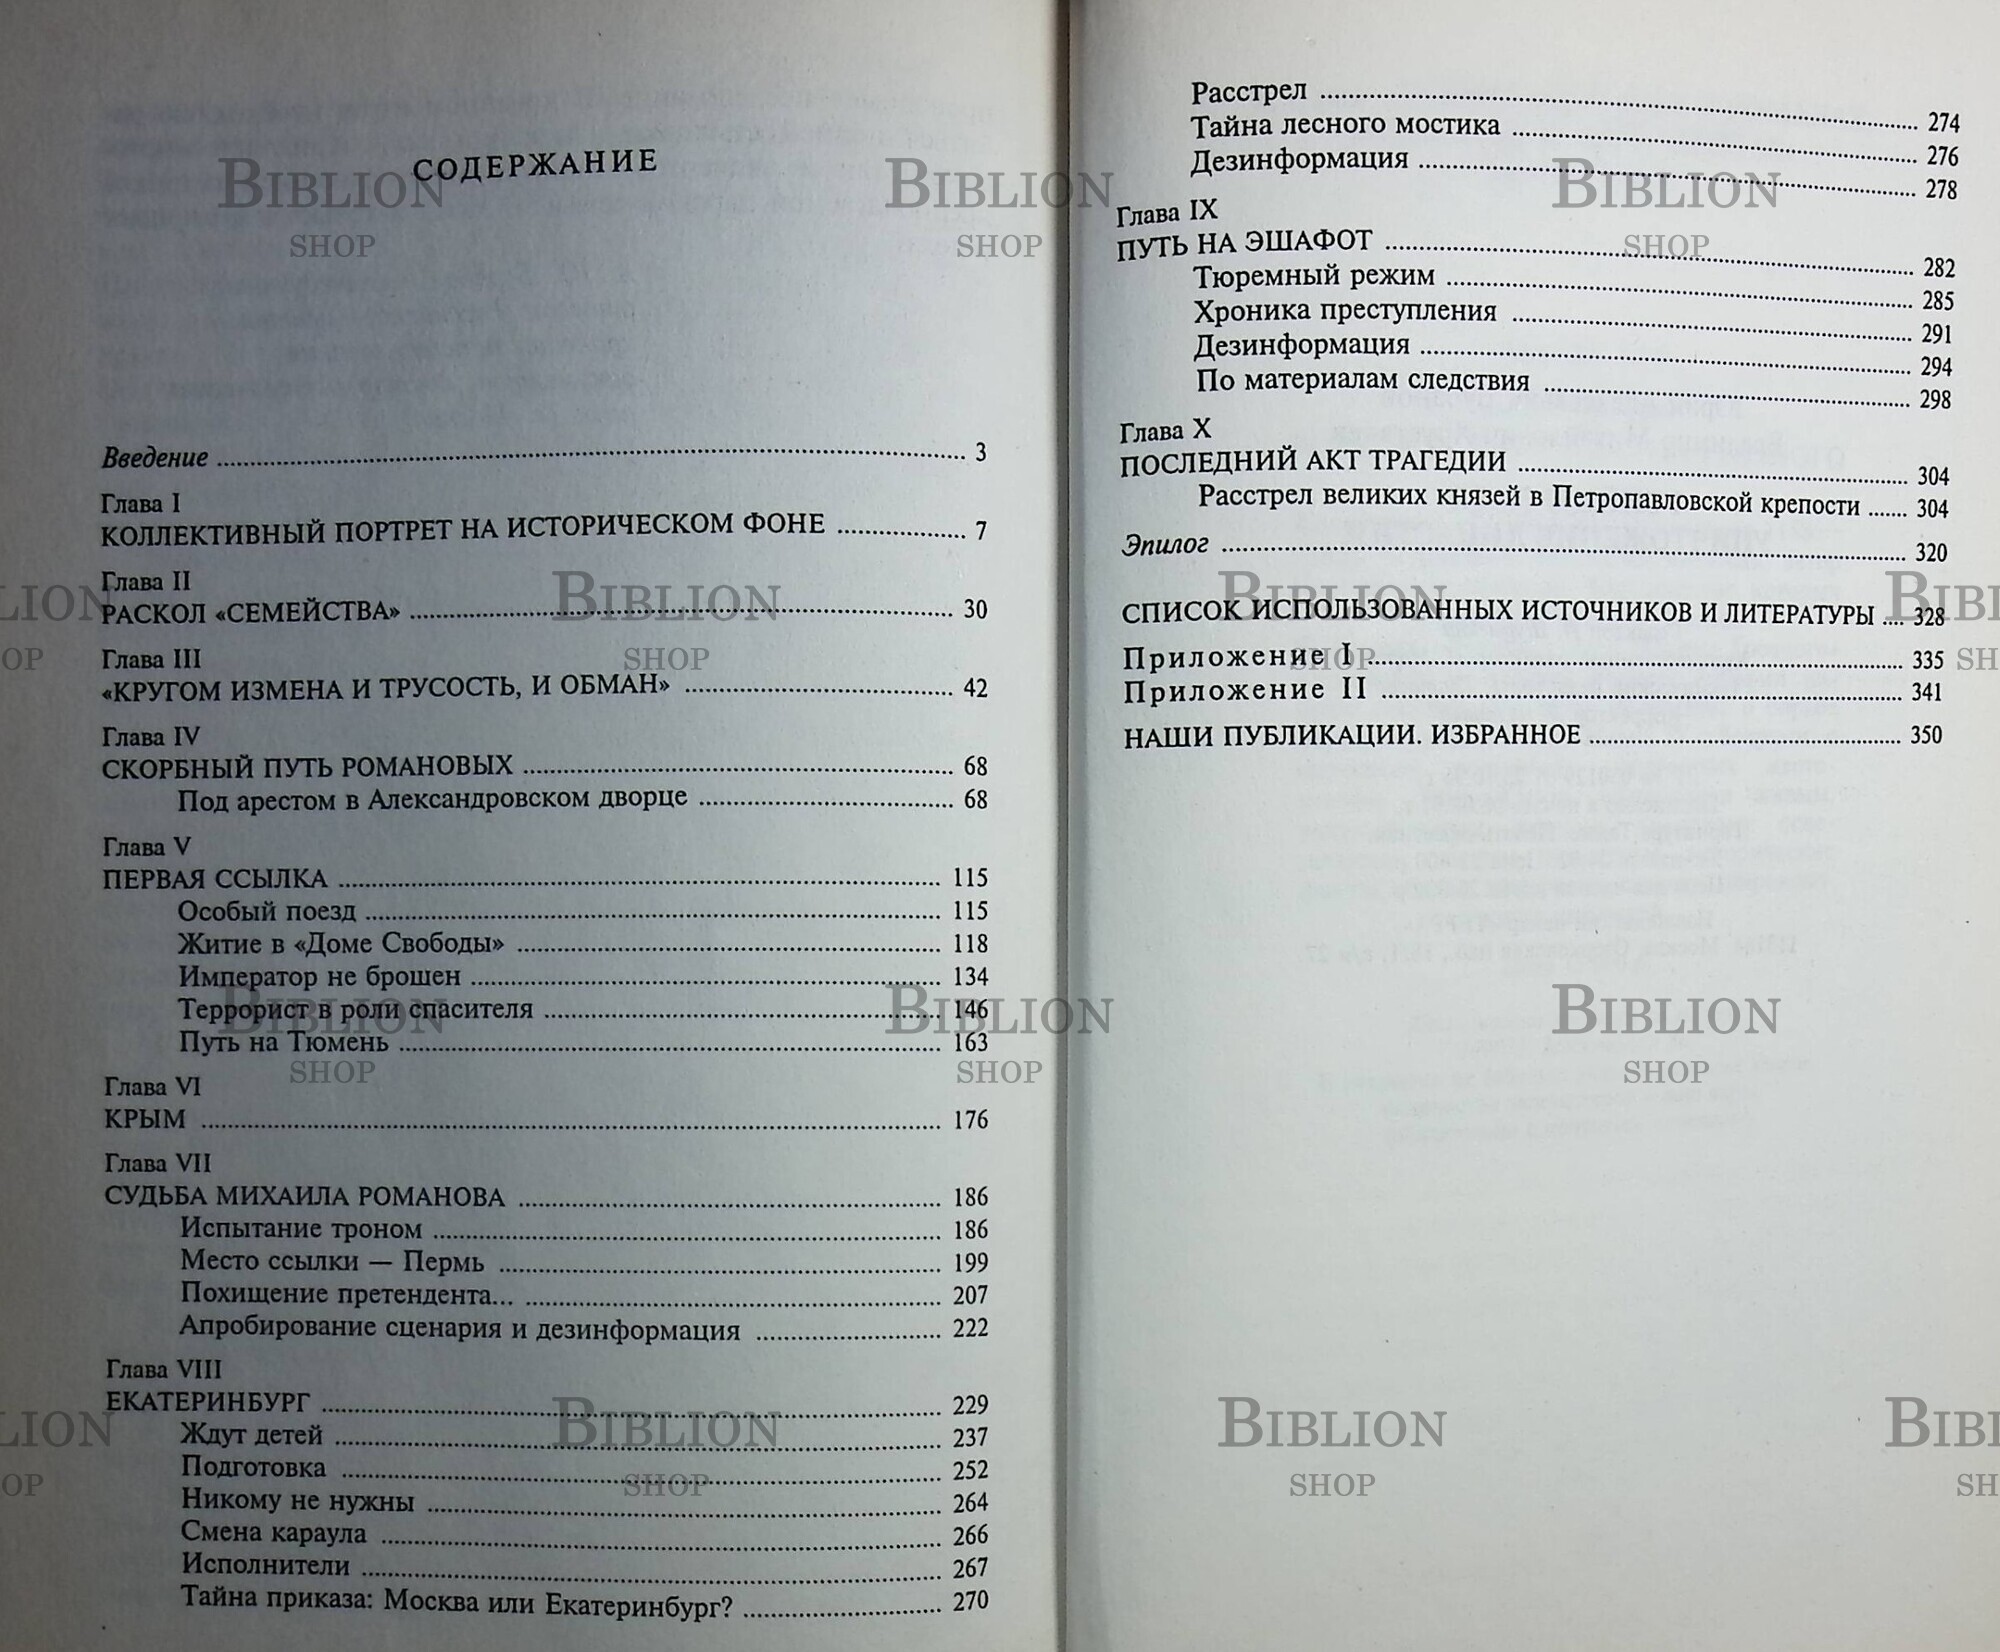 СОДЕРЖАНИЕ
Введение ........ 3
Глава I
КОЛЛЕКТИВНЫЙ ПОРТРЕТ НА ИСТОРИЧЕСКОМ ФОНЕ ........ 7
Глава II
РАСКОЛ «СЕМЕЙСТВА» ........ 30
Глава III
«КРУГОМ ИЗМЕНА И ТРУСОСТЬ, И ОБМАН» ........ 42
Глава IV
СКОРБНЫЙ ПУТЬ РОМАНОВЫХ ........ 68
Под арестом в Александровском дворце ........ 68
Глава V
ПЕРВАЯ ССЫЛКА ........ 115
Особый поезд ........ 115
Житие в «Доме Свободы» ........ 118
Император не брошен ........ 134
Террорист в роли спасителя ........ 146
Путь на Тюмень ........ 163
Глава VI
КРЫМ ........ 176
Глава VII
СУДЬБА МИХАИЛА РОМАНОВА ........ 186
Испытание троном ........ 186
Место ссылки — Пермь ........ 199
Похищение претендента... ........ 207
Апробирование сценария и дезинформация ........ 222
Глава VIII
ЕКАТЕРИНБУРГ ........ 229
Ждут детей ........ 237
Подготовка ........ 252
Никому не нужны ........ 264
Смена караула ........ 266
Исполнители ........ 267
Тайна приказа: Москва или Екатеринбург? ........ 270
Расстрел ........ 274
Тайна лесного мостика ........ 276
Дезинформация ........ 278
Глава IX
ПУТЬ НА ЭШАФОТ ........ 282
Тюремный режим ........ 285
Хроника преступления ........ 291
Дезинформация ........ 294
По материалам следствия ........ 298
Глава X
ПОСЛЕДНИЙ АКТ ТРАГЕДИИ ........ 304
Расстрел великих князей в Петропавловской крепости ........ 304
Эпилог ........ 320
СПИСОК ИСПОЛЬЗОВАННЫХ ИСТОЧНИКОВ И ЛИТЕРАТУРЫ .... 328
Приложение I ........ 335
Приложение II ........ 341
НАШИ ПУБЛИКАЦИИ. ИЗБРАННОЕ ........ 350
BIBLION
SHOP